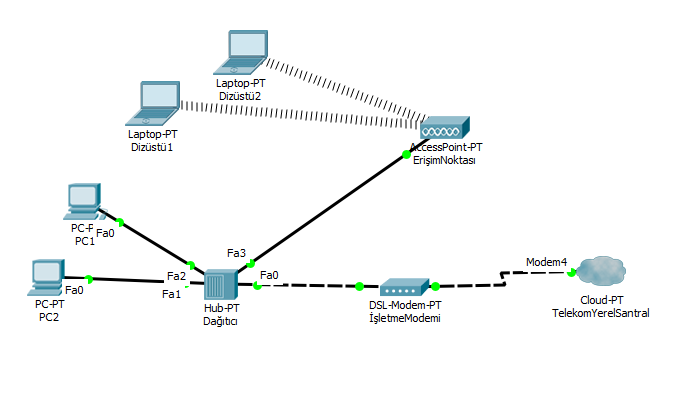 Laptop-PT
Dizüstü2
Laptop-PT
Dizüstü1
AccessPoint-PT
ErişimNoktası
PC-P
PC1
Fa0
Fa3
Fa2
Fa0
Fa1
Fa0
PC-PT
PC2
Hub-PT
Dağıtıcı
DSL-Modem-PT
İşletmeModemi
Modem4
Cloud-PT
TelekomYerelSantral